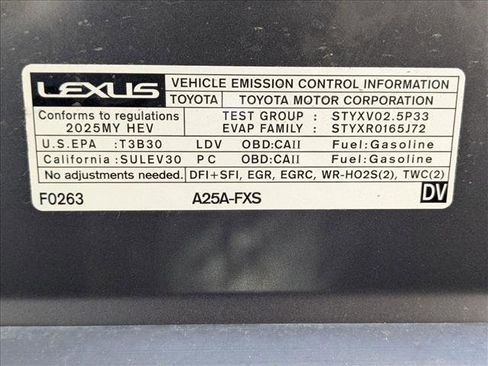 LEXUS VEHICLE EMISSION CONTROL INFORMATION
TOYOTA TOYOTA MOTOR CORPORATION
Conforms to regulations TEST GROUP : STYXV02.5P33
2025MY HEV EVAP FAMILY : STYXR0165J72
U.S.EPA :T3B30 LDV OBD:CAII Fuel:Gasoline
California :SULEV30 PC OBD:CAII Fuel:Gasoline
No adjustments needed. DFI+SFI, EGR, EGRC, WR-HO2S(2), TWC(2)
F0263 A25A-FXS DV